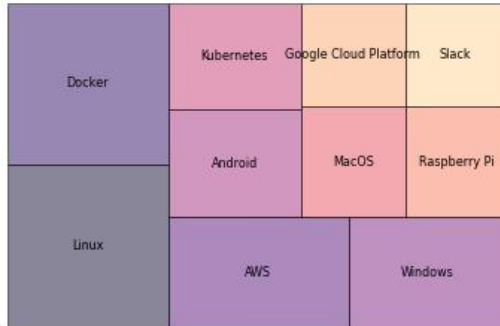 Docker
Kubernetes
Google Cloud Platform
Slack
Android
MacOS
Raspberry Pi
Linux
AWS
Windows